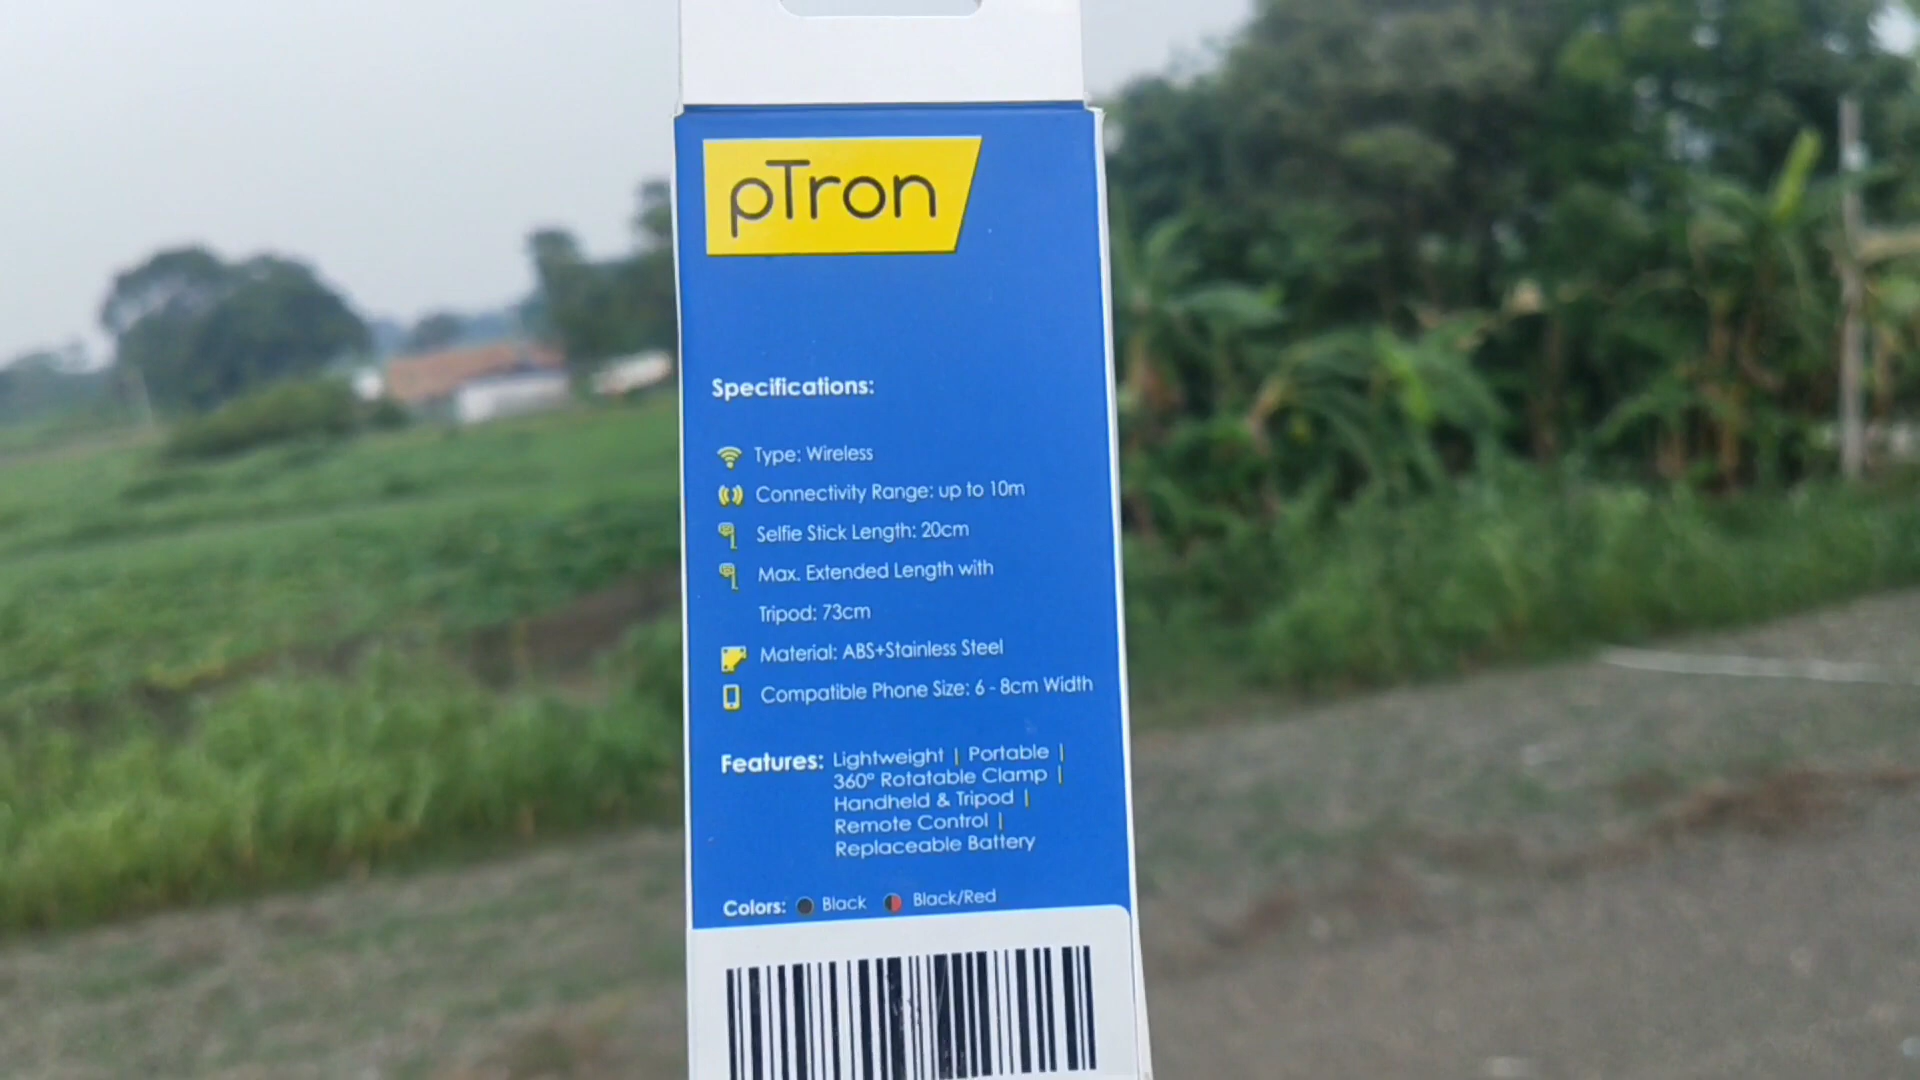 pTron
Specifications:
Type: Wireless
Connectivity Range: up to 10m
Selfie Stick Length: 20cm
Max. Extended Length with
Tripod: 73cm
Material: ABS+Stainless Steel
Compatible Phone Size: 6 - 8cm Width
Features: Lightweight | Portable |
360° Rotatable Clamp |
Handheld & Tripod |
Remote Control |
Replaceable Battery
Colors: Black Black/Red